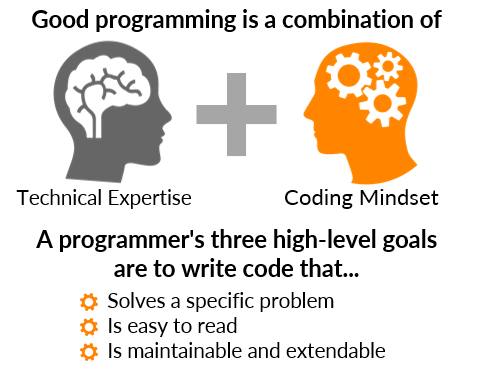 Good programming is a combination of
Technical Expertise
Coding Mindset
A programmer's three high-level goals
are to write code that...
Solves a specific problem
Is easy to read
Is maintainable and extendable